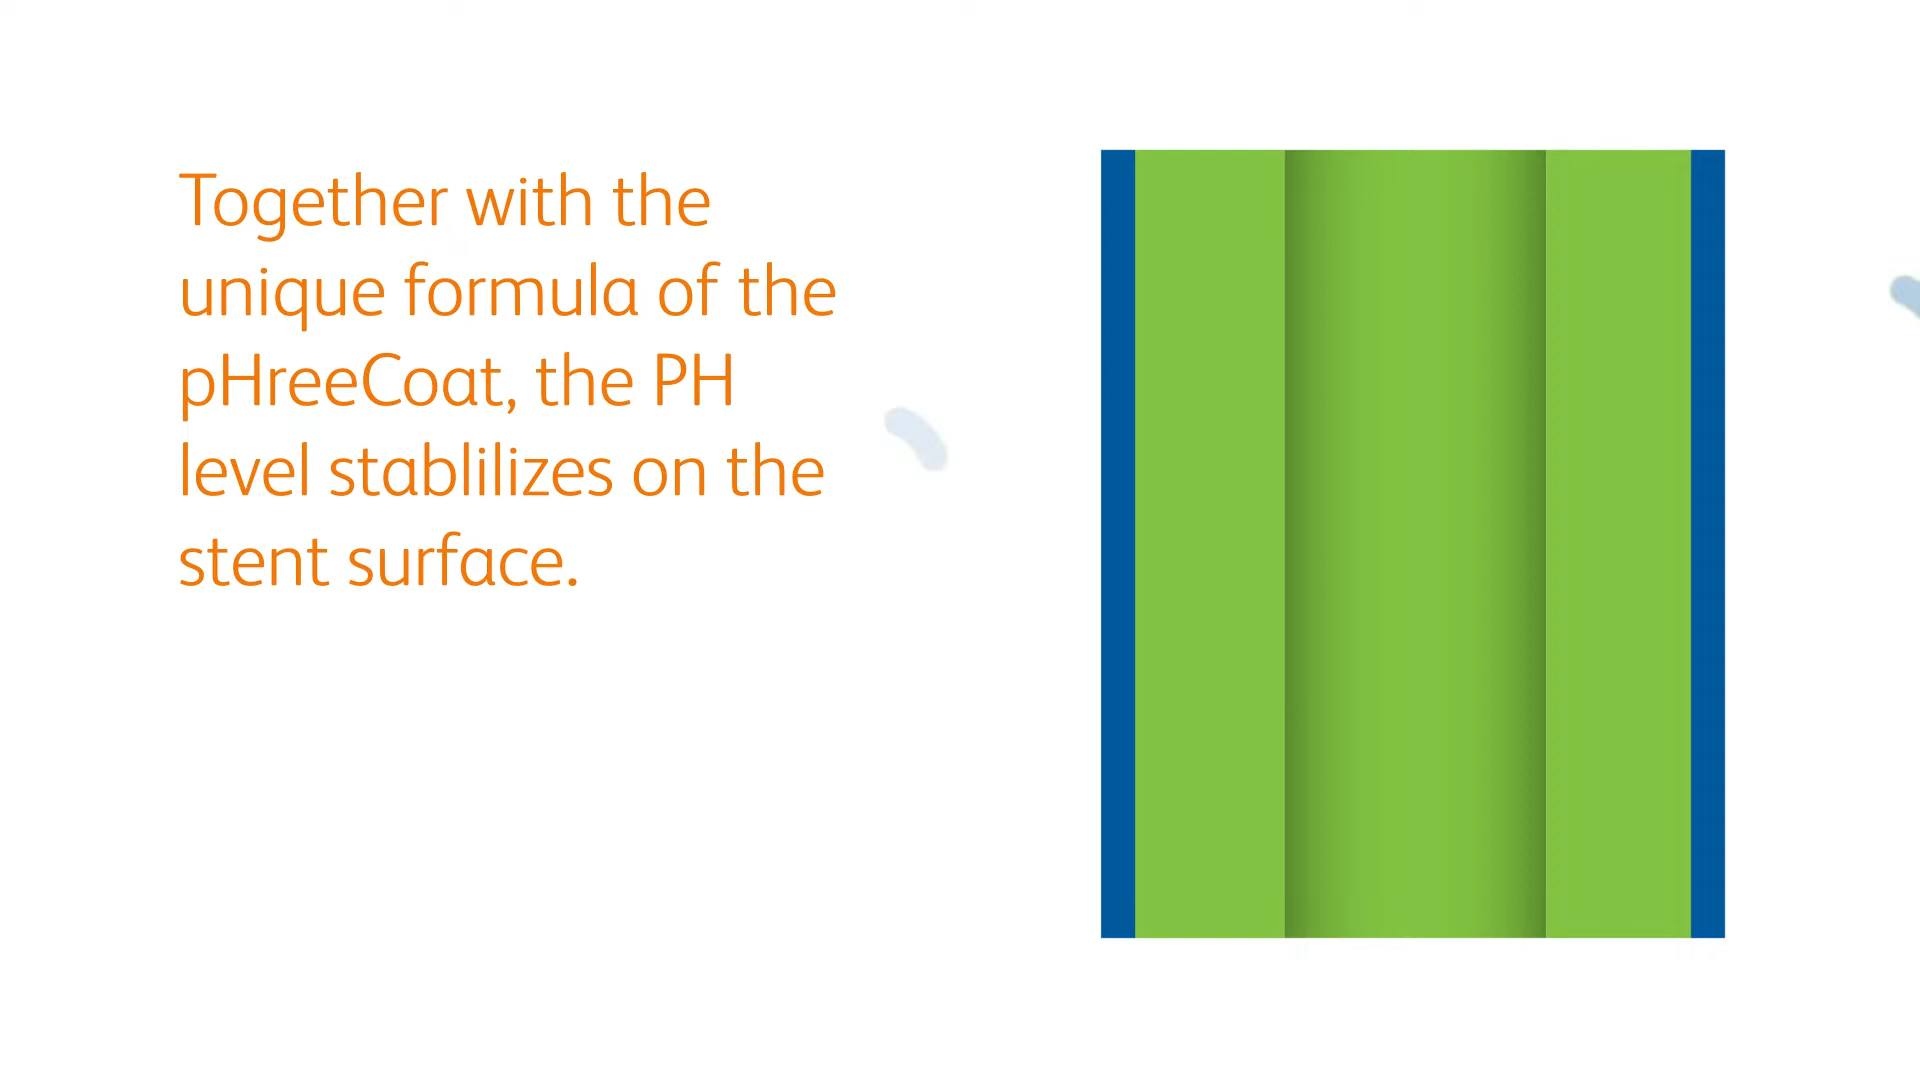 Together with the
unique formula of the
pHreeCoat, the PH
level stablilizes on the
stent surface.